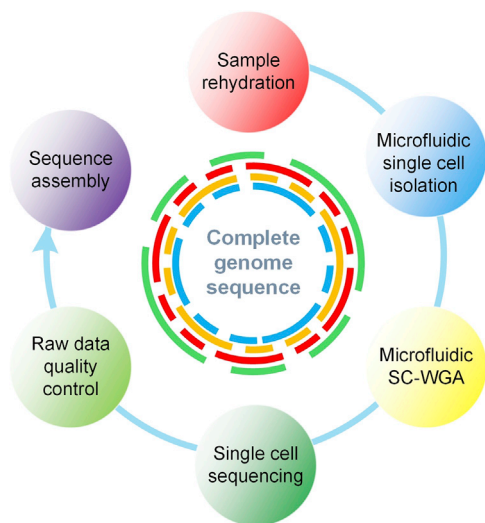 Sample
rehydration
Microfluidic
single cell
isolation
Microfluidic
SC-WGA
Single cell
sequencing
Raw data
quality
control
Sequence
assembly
Complete
genome
sequence